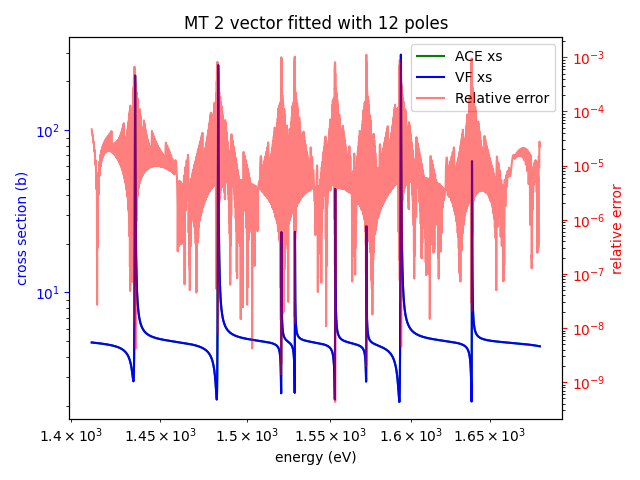 MT 2 vector fitted with 12 poles
ACE xs
VF xs
Relative error
cross section (b)
10²
10¹
relative error
10⁻³
10⁻⁴
10⁻⁵
10⁻⁶
10⁻⁷
10⁻⁸
10⁻⁹
1.4 × 10³ 1.45 × 10³ 1.5 × 10³ 1.55 × 10³ 1.6 × 10³ 1.65 × 10³
energy (eV)